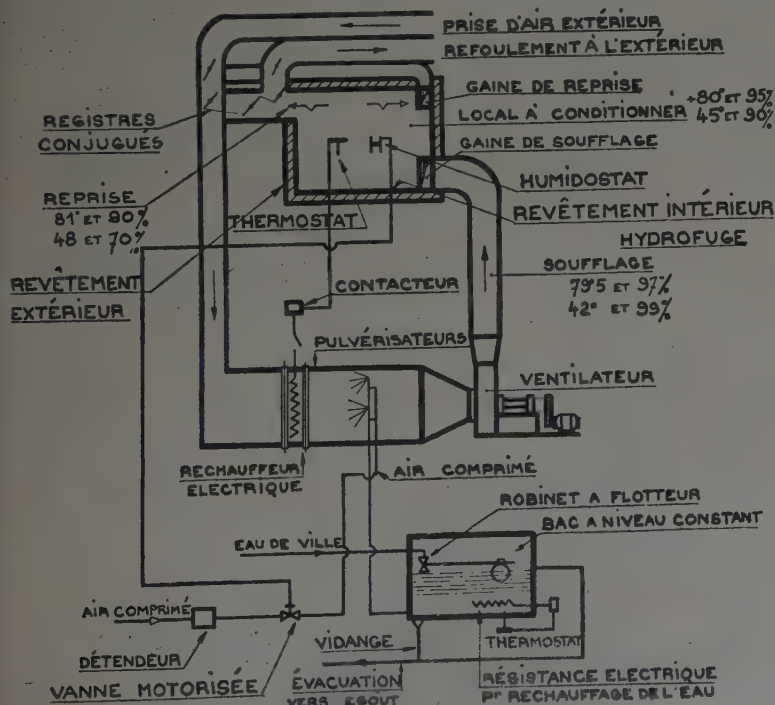 PRISE D'AIR EXTÉRIEUR
REFOULEMENT À L'EXTÉRIEUR
GAINE DE REPRISE
LOCAL À CONDITIONNER
+80° ET 95%
45° ET 90%
GAINE DE SOUFFLAGE
REGISTRES
CONJUGUÉS
H
HUMIDOSTAT
REPRISE
81° ET 90%
48 ET 70%
THERMOSTAT
REVÊTEMENT INTÉRIEUR
HYDROFUGE
SOUFFLAGE
79°5 ET 97%
42° ET 99%
REVÊTEMENT
EXTÉRIEUR
CONTACTEUR
PULVÉRISATEURS
VENTILATEUR
RECHAUFFEUR
ELECTRIQUE
AIR COMPRIMÉ
ROBINET A FLOTTEUR
BAC A NIVEAU CONSTANT
EAU DE VILLE
AIR COMPRIMÉ
DÉTENDEUR
VIDANGE
THERMOSTAT
VANNE MOTORISÉE
ÉVACUATION
VERS EGOUT
RÉSISTANCE ELECTRIQUE
Pr RECHAUFFAGE DE L'EAU